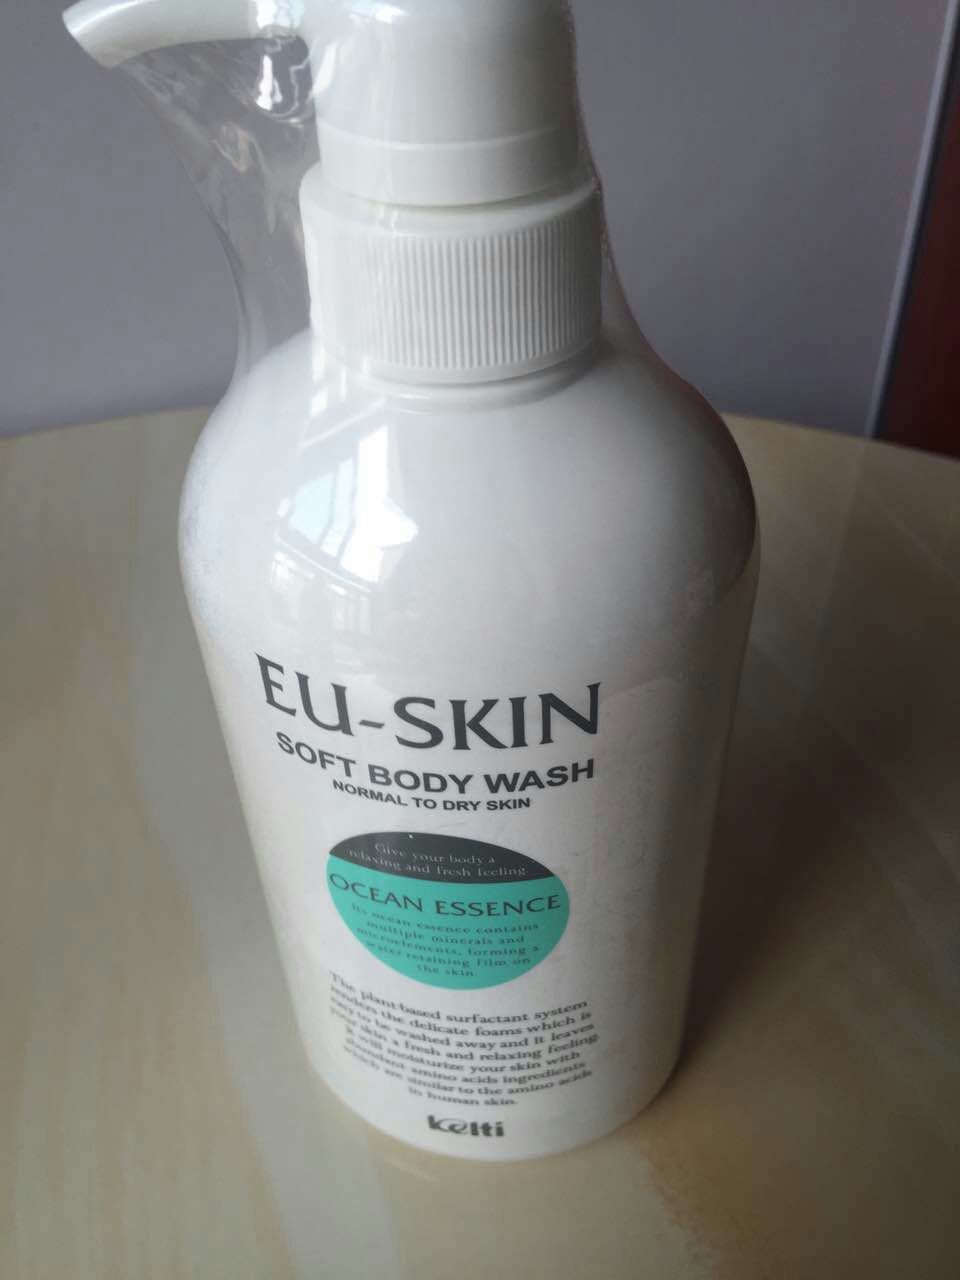 EU-SKIN
SOFT BODY WASH
NORMAL TO DRY SKIN
Give your body a
relaxing and fresh feeling.
OCEAN ESSENCE
Its ocean essence contains
multiple minerals and
microelements, forming a
water retaining film on
the skin.
The plant-based surfactant system
renders the delicate foams which is
easy to be washed away and it leaves
your skin a fresh and relaxing feeling.
It will moisturize your skin with
abundant amino acids ingredients
which are similar to the amino acids
in human skin.
kelti